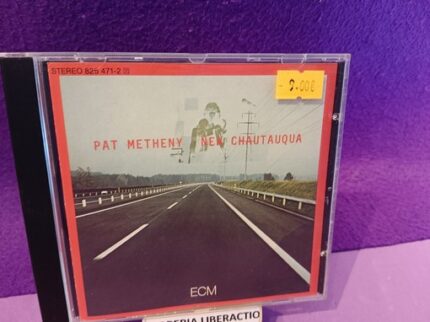 STEREO 825 471-2
9.00€
PAT METHENY NEW CHAUTAUQUA
ECM
LIBERACTIO